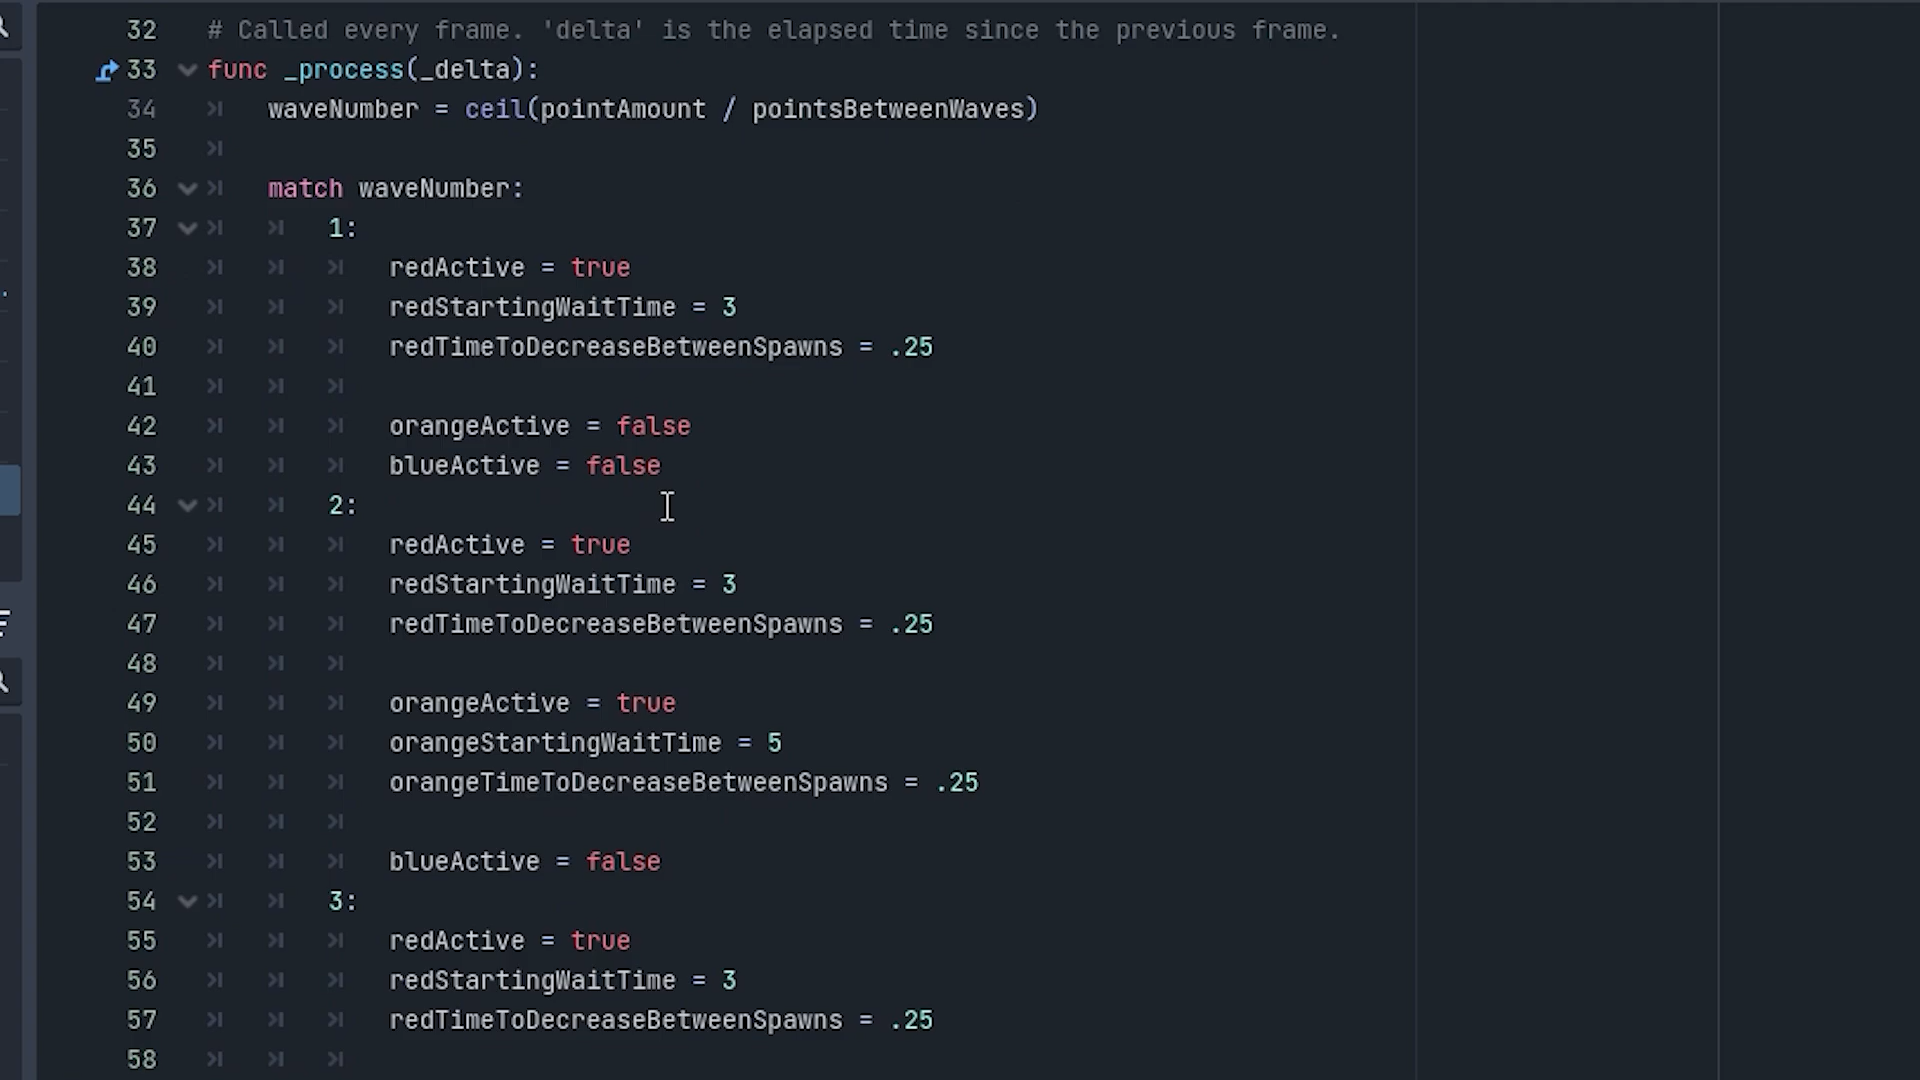 32 # Called every frame. 'delta' is the elapsed time since the previous frame.
33 func _process(_delta):
34 waveNumber = ceil(pointAmount / pointsBetweenWaves)
35
36 match waveNumber:
37 1:
38 redActive = true
39 redStartingWaitTime = 3
40 redTimeToDecreaseBetweenSpawns = .25
41
42 orangeActive = false
43 blueActive = false
44 2:
45 redActive = true
46 redStartingWaitTime = 3
47 redTimeToDecreaseBetweenSpawns = .25
48
49 orangeActive = true
50 orangeStartingWaitTime = 5
51 orangeTimeToDecreaseBetweenSpawns = .25
52
53 blueActive = false
54 3:
55 redActive = true
56 redStartingWaitTime = 3
57 redTimeToDecreaseBetweenSpawns = .25
58